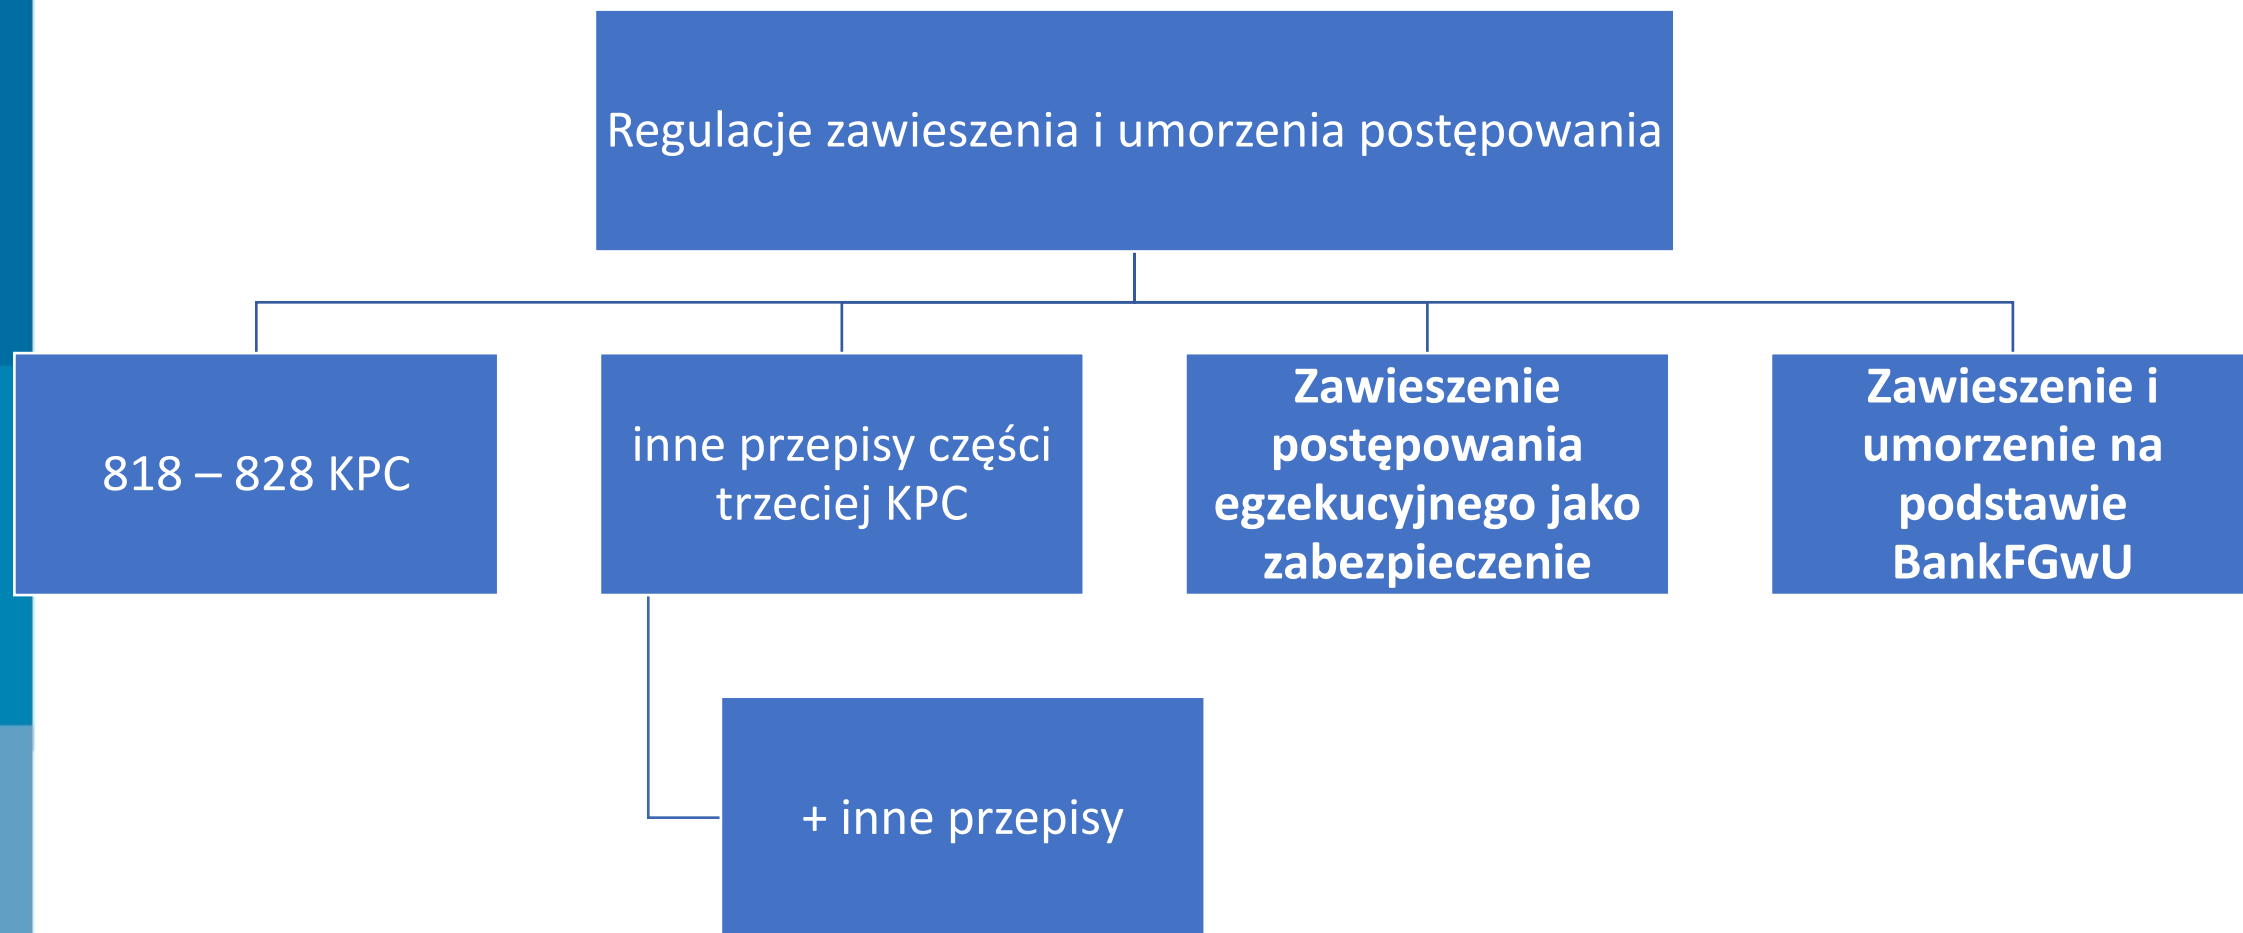 Regulacje zawieszenia i umorzenia postępowania
818 – 828 KPC
inne przepisy części
trzeciej KPC
Zawieszenie
postępowania
egzekucyjnego jako
zabezpieczenie
Zawieszenie i
umorzenie na
podstawie
BankFGwU
+ inne przepisy